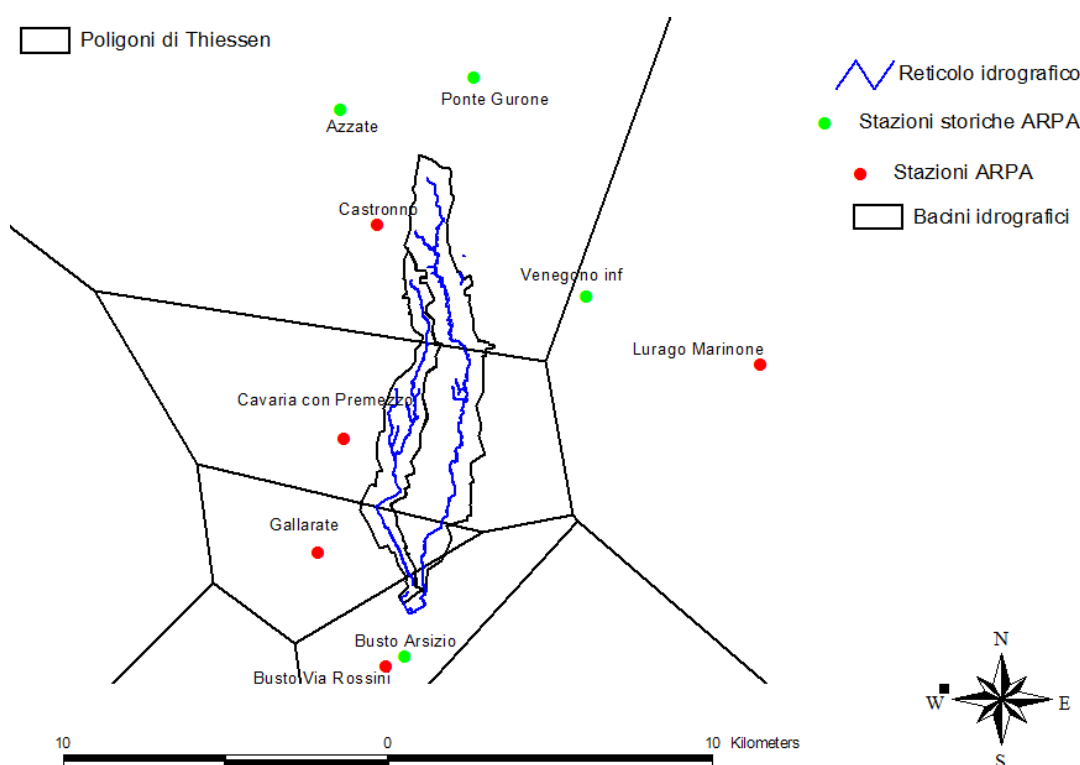 Poligoni di Thiessen
Reticolo idrografico
Ponte Gurone
Azzate
Stazioni storiche ARPA
Stazioni ARPA
Castronno
Bacini idrografici
Venegono inf
Lurago Marinone
Cavaria con Premezzo
Gallarate
Busto Arsizio
Busto Via Rossini
N
W
E
S
10
0
10 Kilometers